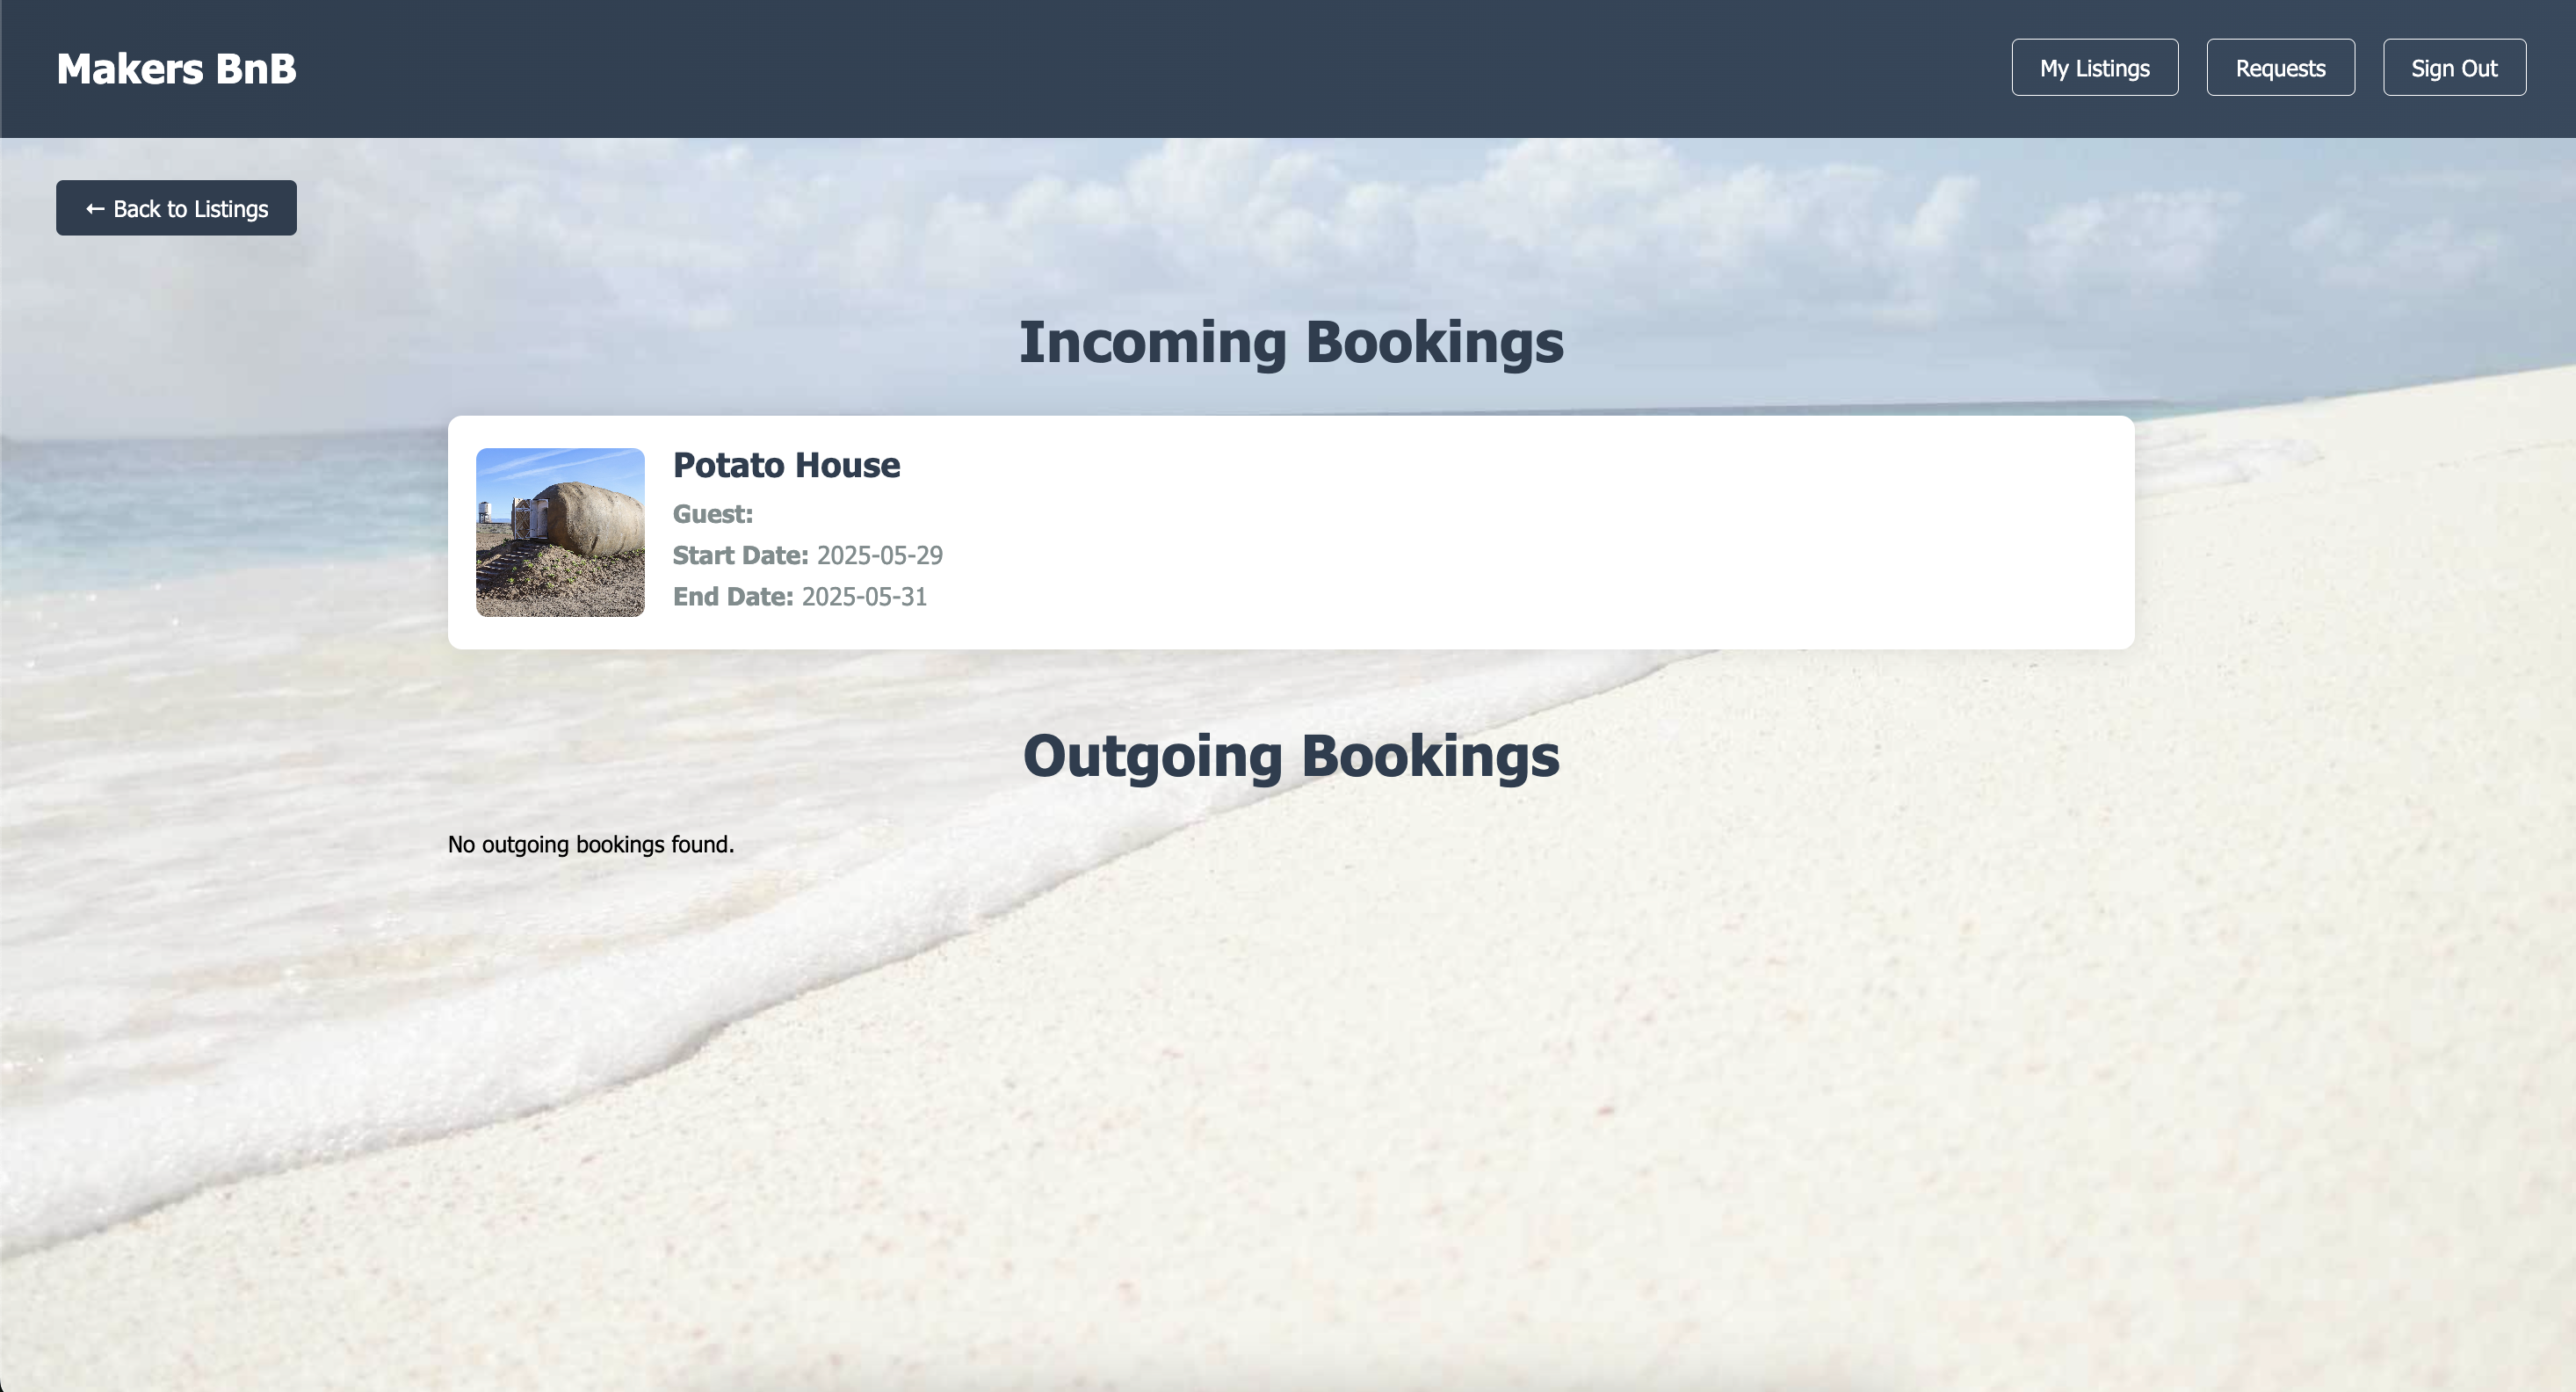 Makers BnB
My Listings
Requests
Sign Out
← Back to Listings
Incoming Bookings
Potato House
Guest:
Start Date: 2025-05-29
End Date: 2025-05-31
Outgoing Bookings
No outgoing bookings found.